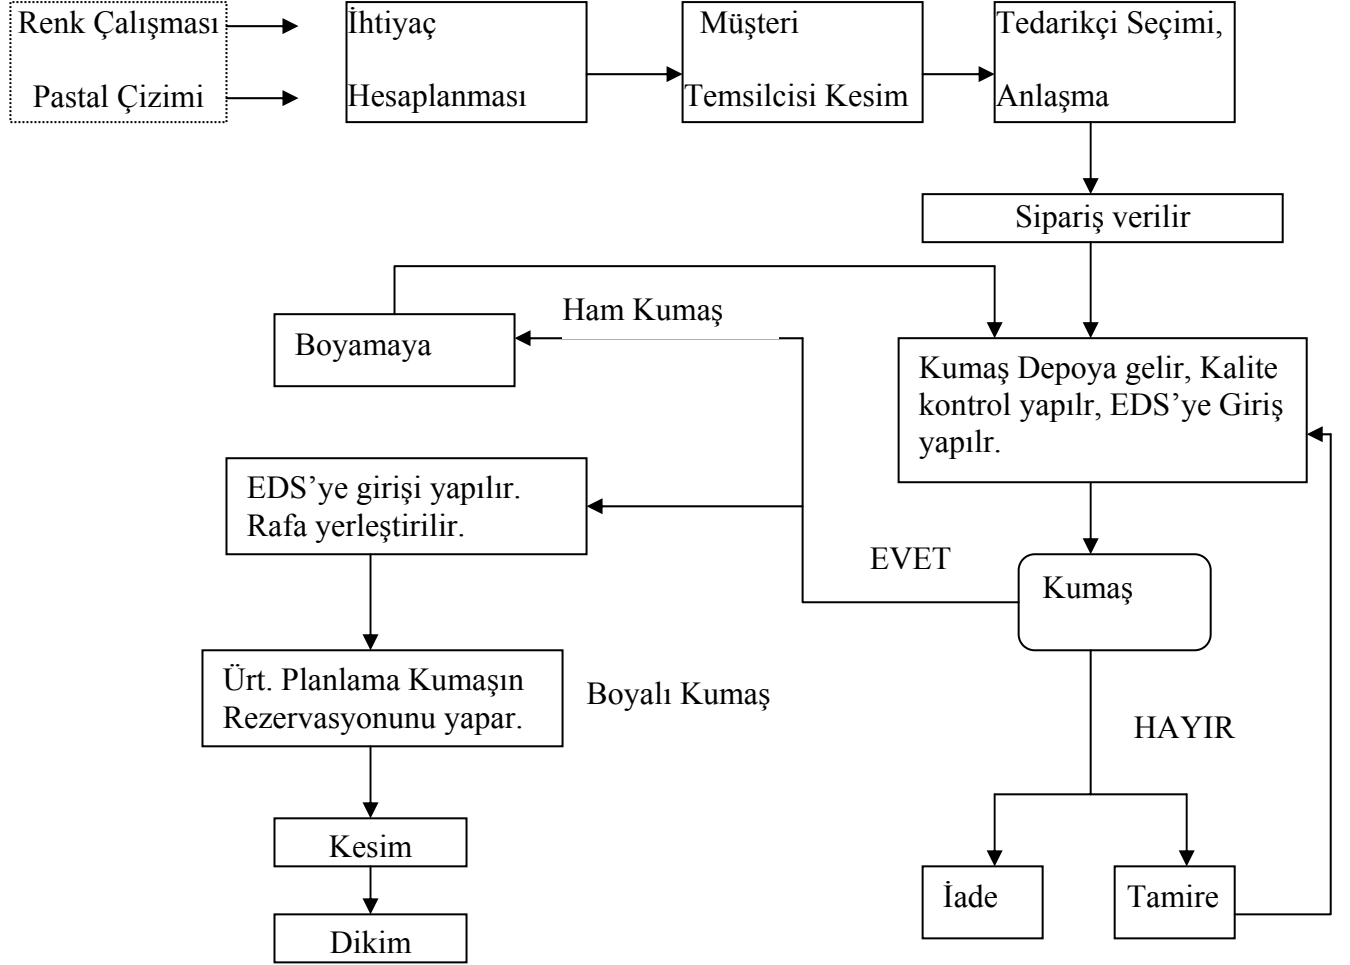 Renk Çalışması
Pastal Çizimi
İhtiyaç
Hesaplanması
Müşteri
Temsilcisi Kesim
Tedarikçi Seçimi,
Anlaşma
Sipariş verilir
Ham Kumaş
Boyamaya
Kumaş Depoya gelir, Kalite
kontrol yapılr, EDS’ye Giriş
yapılr.
EDS’ye girişi yapılır.
Rafa yerleştirilir.
EVET
Kumaş
Ürt. Planlama Kumaşın
Rezervasyonunu yapar.
Boyalı Kumaş
HAYIR
Kesim
İade
Tamire
Dikim